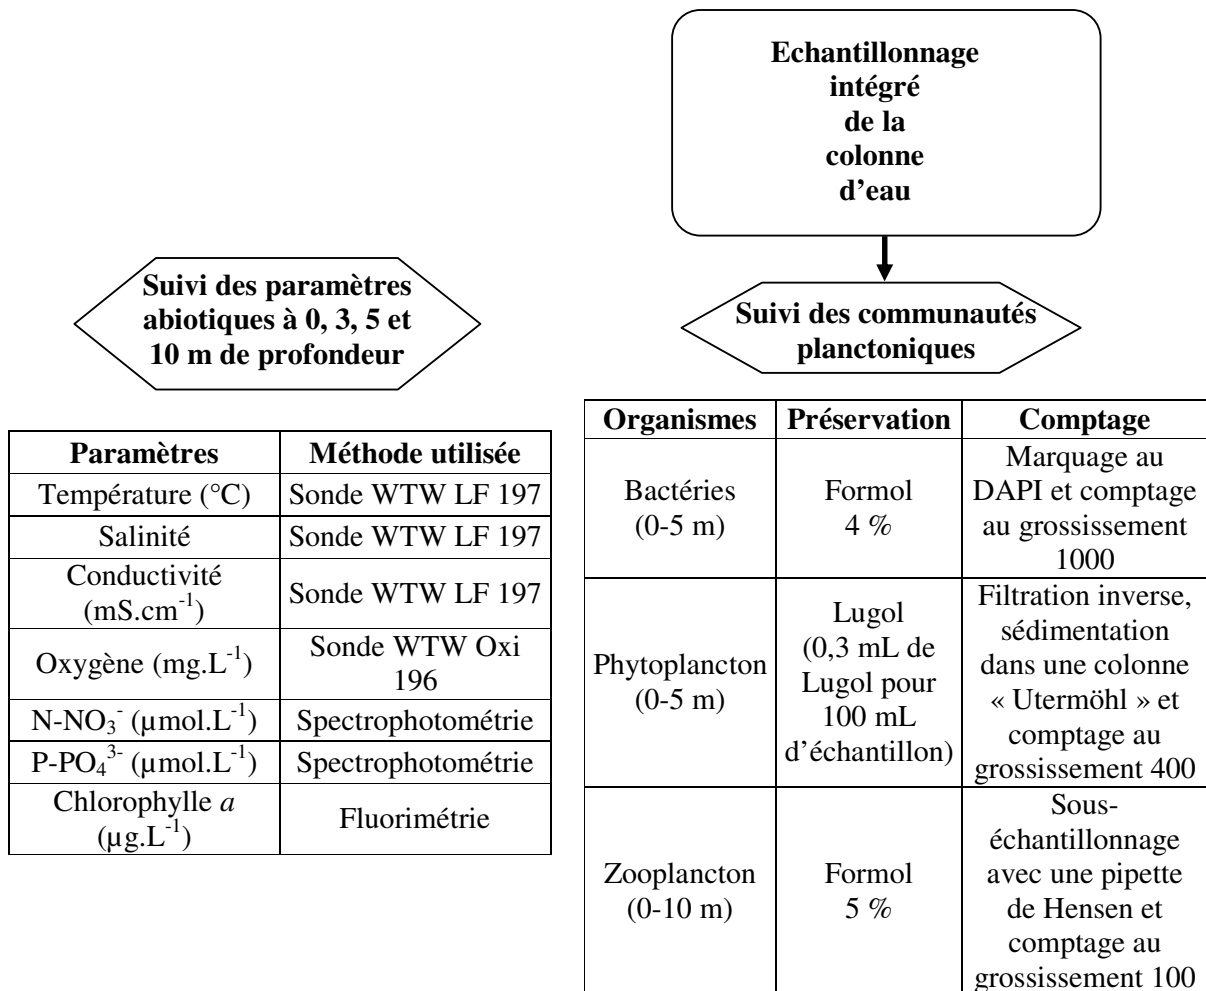 Echantillonnage
intégré
de la
colonne
d'eau
Suivi des paramètres
abiotiques à 0, 3, 5 et
10 m de profondeur
Suivi des communautés
planctoniques
Paramètres Méthode utilisée
Température (°C) Sonde WTW LF 197
Salinité Sonde WTW LF 197
Conductivité
(mS.cm⁻¹) Sonde WTW LF 197
Oxygène (mg.L⁻¹) Sonde WTW Oxi
196
N-NO₃⁻ (µmol.L⁻¹) Spectrophotométrie
P-PO₄³⁻ (µmol.L⁻¹) Spectrophotométrie
Chlorophylle a
(µg.L⁻¹) Fluorimétrie
Organismes Préservation Comptage
Bactéries
(0-5 m)
Formol
4 %
Marquage au
DAPI et comptage
au grossissement
1000
Phytoplancton
(0-5 m)
Lugol
(0,3 mL de
Lugol pour
100 mL
d'échantillon)
Filtration inverse,
sédimentation
dans une colonne
« Utermöhl » et
comptage au
grossissement 400
Zooplancton
(0-10 m)
Formol
5 %
Sous-
échantillonnage
avec une pipette
de Hensen et
comptage au
grossissement 100